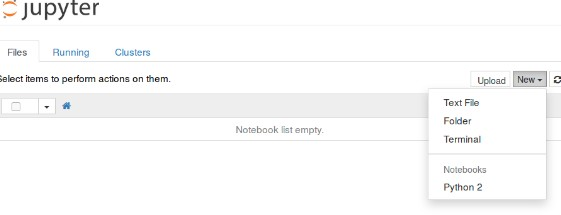 jupyter
Files Running Clusters
Select items to perform actions on them.
Upload New
Notebook list empty.
Text File
Folder
Terminal
Notebooks
Python 2